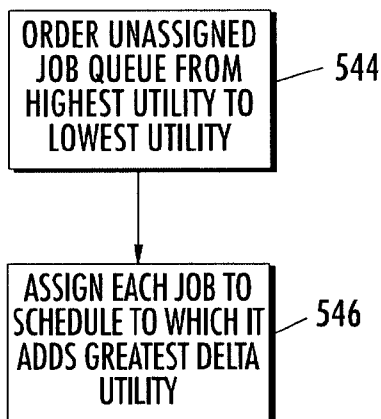 ORDER UNASSIGNED
JOB QUEUE FROM
HIGHEST UTILITY TO
LOWEST UTILITY
544
ASSIGN EACH JOB TO
SCHEDULE TO WHICH IT
ADDS GREATEST DELTA
UTILITY
546